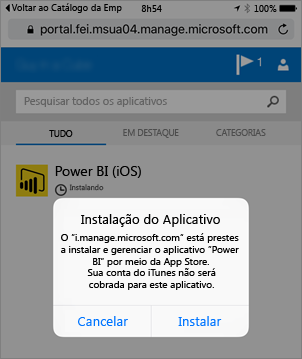 Voltar ao Catálogo da Emp 8h54 100%
portal.fei.msua04.manage.microsoft.com
1
Pesquisar todos os aplicativos
TUDO EM DESTAQUE CATEGORIAS
Power BI (iOS)
Instalando
Instalação do Aplicativo
O "i.manage.microsoft.com" está prestes
a instalar e gerenciar o aplicativo "Power
BI" por meio da App Store.
Sua conta do iTunes não será
cobrada para este aplicativo.
Cancelar Instalar